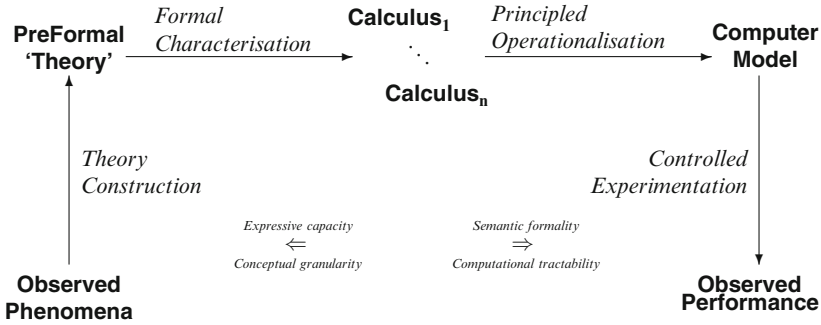 PreFormal
‘Theory’
Formal
Characterisation
Calculus1
Calculusn
Principled
Operationalisation
Computer
Model
Theory
Construction
Controlled
Experimentation
Expressive capacity
⇐
Conceptual granularity
Semantic formality
⇒
Computational tractability
Observed
Phenomena
Observed
Performance